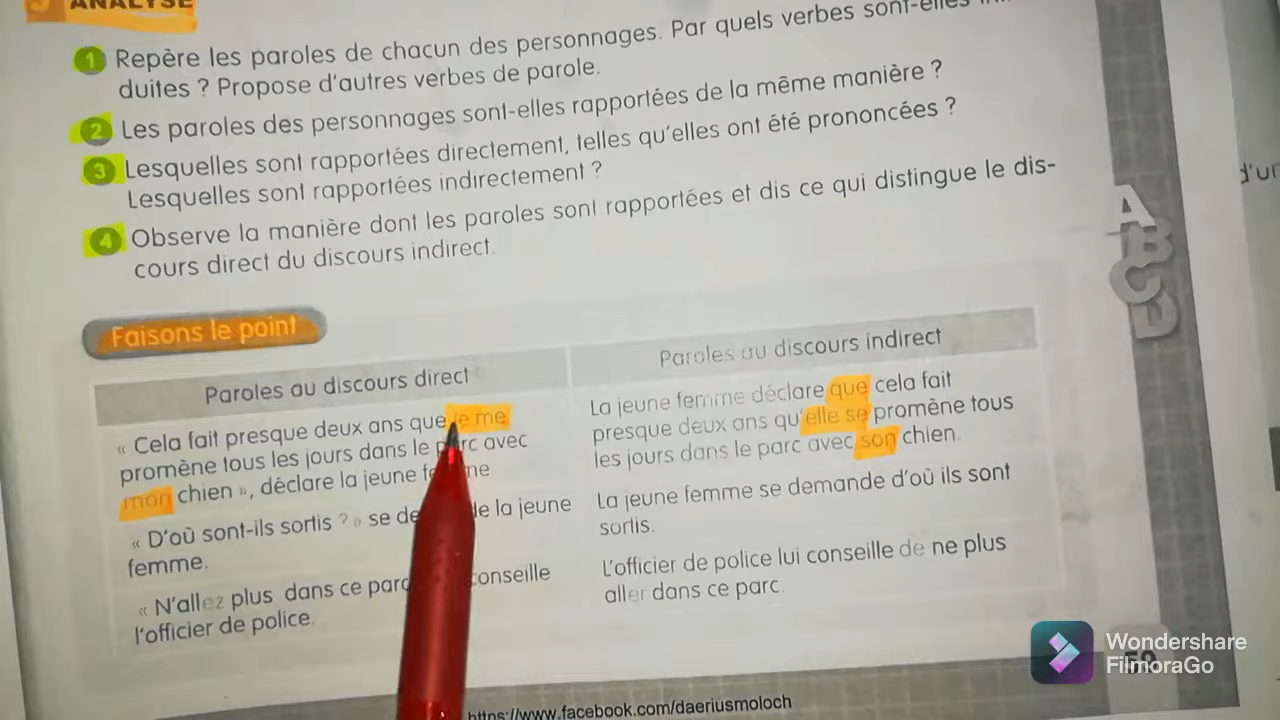 ANALYSE
1 Repère les paroles de chacun des personnages. Par quels verbes sont-elles
duites ? Propose d'autres verbes de parole.
2 Les paroles des personnages sont-elles rapportées de la même manière ?
3 Lesquelles sont rapportées directement, telles qu'elles ont été prononcées ?
Lesquelles sont rapportées indirectement ?
4 Observe la manière dont les paroles sont rapportées et dis ce qui distingue le dis-
cours direct du discours indirect.
A
B
C
D
d'un
Faisons le point
Paroles au discours direct
« Cela fait presque deux ans que je me
promène tous les jours dans le parc avec
mon chien », déclare la jeune femme
« D'où sont-ils sortis ? » se demande la jeune
femme.
« N'allez plus dans ce parc conseille
l'officier de police.
Paroles au discours indirect
La jeune femme déclare que cela fait
presque deux ans qu'elle se promène tous
les jours dans le parc avec son chien.
La jeune femme se demande d'où ils sont
sortis.
L'officier de police lui conseille de ne plus
aller dans ce parc.
Wondershare
FilmoraGo
https://www.facebook.com/daeriusmoloch